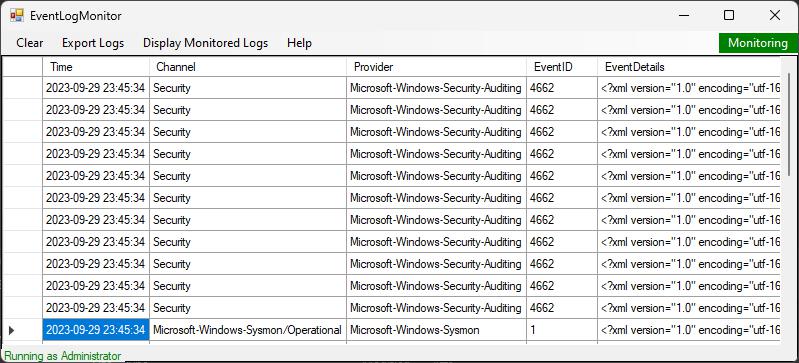 EventLogMonitor
Clear Export Logs Display Monitored Logs Help Monitoring
Time Channel Provider EventID EventDetails
2023-09-29 23:45:34 Security Microsoft-Windows-Security-Auditing 4662 <?xml version="1.0" encoding="utf-16
2023-09-29 23:45:34 Security Microsoft-Windows-Security-Auditing 4662 <?xml version="1.0" encoding="utf-16
2023-09-29 23:45:34 Security Microsoft-Windows-Security-Auditing 4662 <?xml version="1.0" encoding="utf-16
2023-09-29 23:45:34 Security Microsoft-Windows-Security-Auditing 4662 <?xml version="1.0" encoding="utf-16
2023-09-29 23:45:34 Security Microsoft-Windows-Security-Auditing 4662 <?xml version="1.0" encoding="utf-16
2023-09-29 23:45:34 Security Microsoft-Windows-Security-Auditing 4662 <?xml version="1.0" encoding="utf-16
2023-09-29 23:45:34 Security Microsoft-Windows-Security-Auditing 4662 <?xml version="1.0" encoding="utf-16
2023-09-29 23:45:34 Security Microsoft-Windows-Security-Auditing 4662 <?xml version="1.0" encoding="utf-16
2023-09-29 23:45:34 Security Microsoft-Windows-Security-Auditing 4662 <?xml version="1.0" encoding="utf-16
2023-09-29 23:45:34 Security Microsoft-Windows-Security-Auditing 4662 <?xml version="1.0" encoding="utf-16
2023-09-29 23:45:34 Security Microsoft-Windows-Security-Auditing 4662 <?xml version="1.0" encoding="utf-16
2023-09-29 23:45:34 Microsoft-Windows-Sysmon/Operational Microsoft-Windows-Sysmon 1 <?xml version="1.0" encoding="utf-16
Running as Administrator